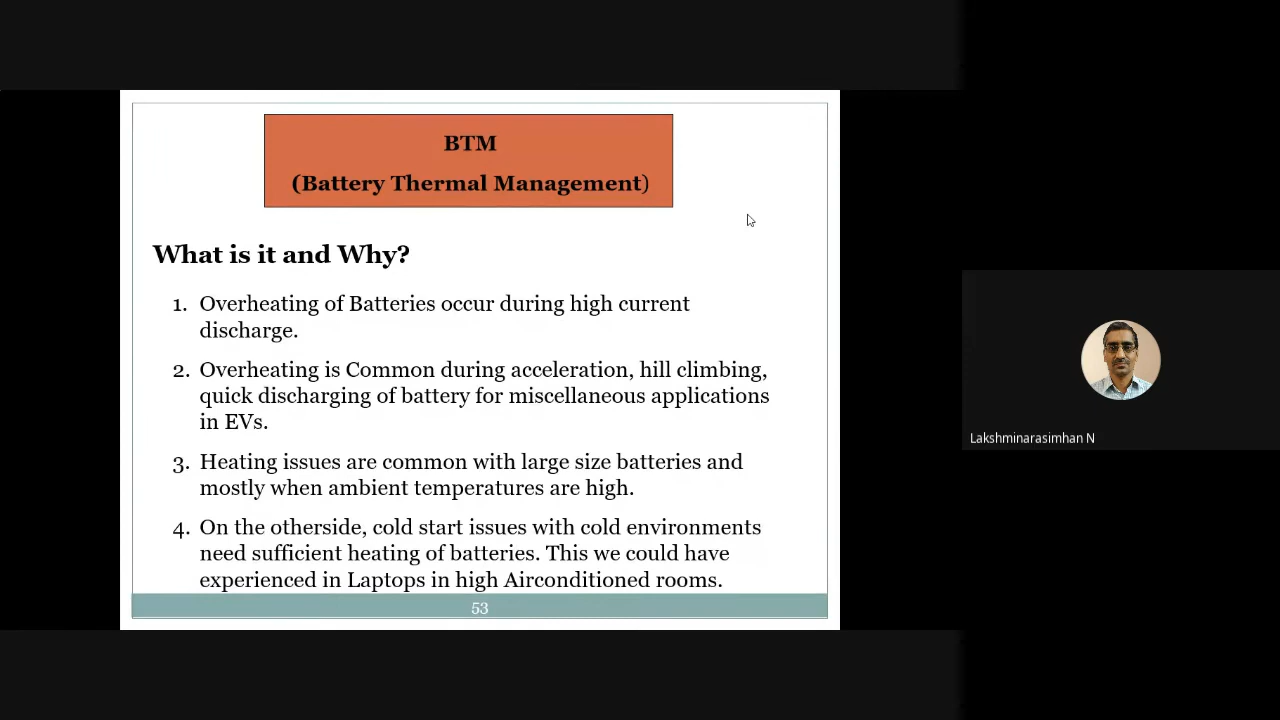 BTM
(Battery Thermal Management)
What is it and Why?
1. Overheating of Batteries occur during high current
discharge.
2. Overheating is Common during acceleration, hill climbing,
quick discharging of battery for miscellaneous applications
in EVs.
3. Heating issues are common with large size batteries and
mostly when ambient temperatures are high.
4. On the otherside, cold start issues with cold environments
need sufficient heating of batteries. This we could have
experienced in Laptops in high Airconditioned rooms.
53
Lakshminarasimhan N